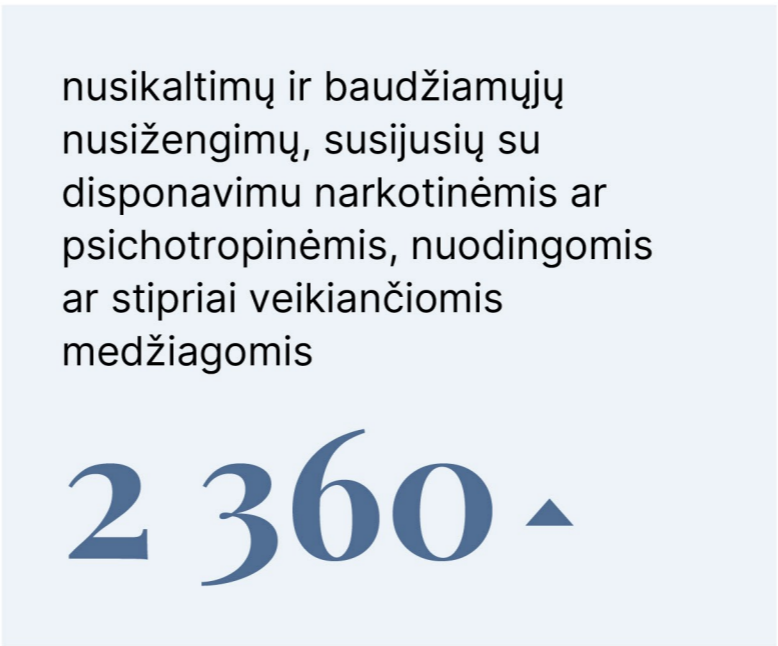 nusikaltimų ir baudžiamųjų
nusižengimų, susijusių su
disponavimu narkotinėmis ar
psichotropinėmis, nuodingomis
ar stipriai veikiančiomis
medžiagomis
2 360